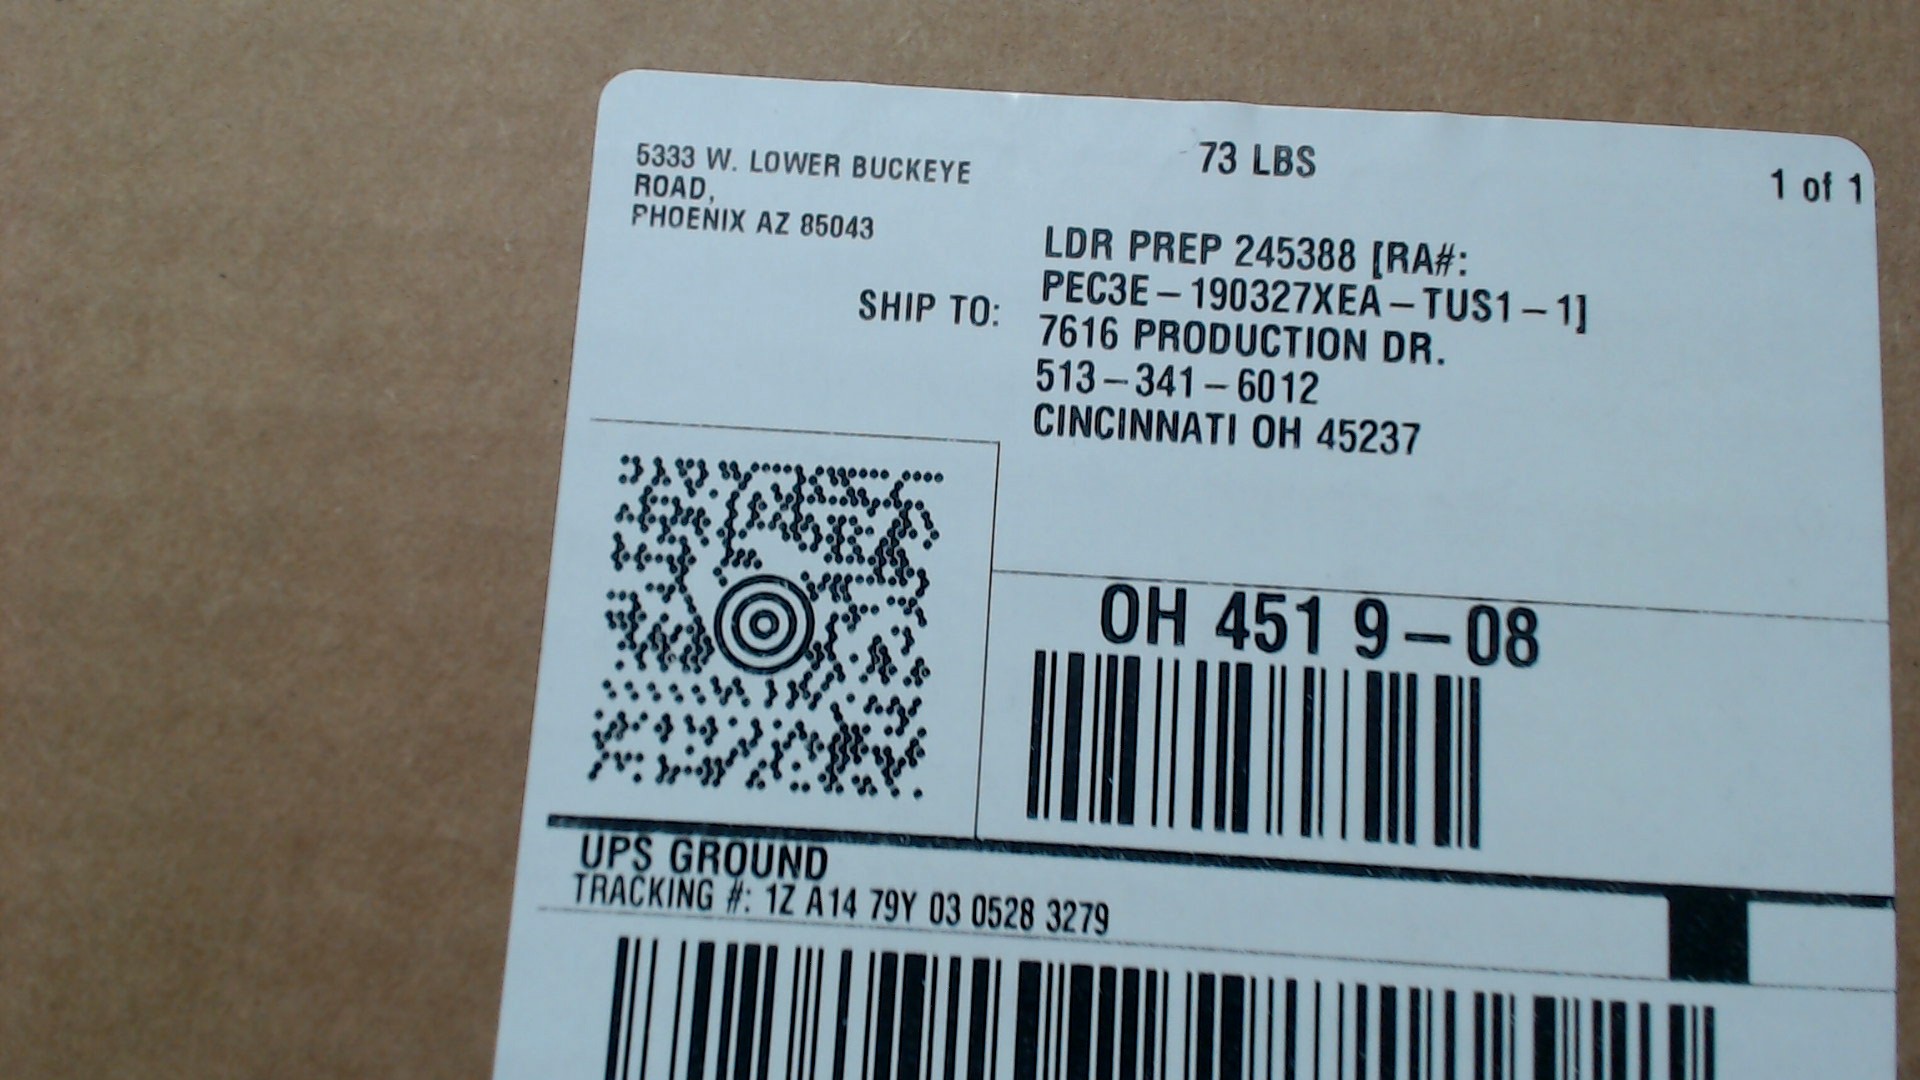 5333 W. LOWER BUCKEYE
ROAD,
PHOENIX AZ 85043
73 LBS
1 of 1
SHIP TO:
LDR PREP 245388 [RA#:
PEC3E-190327XEA-TUS1-1]
7616 PRODUCTION DR.
513-341-6012
CINCINNATI OH 45237
OH 451 9-08
UPS GROUND
TRACKING #: 1Z A14 79Y 03 0528 3279